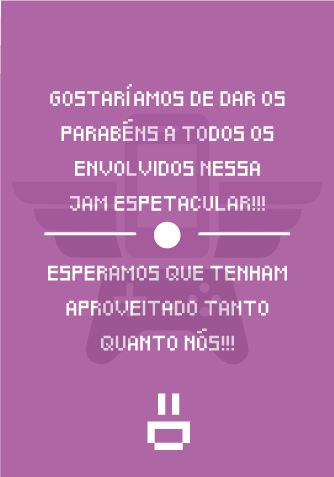 GOSTARÍAMOS DE DAR OS
PARABÉNS A TODOS OS
ENVOLVIDOS NESSA
JAM ESPETACULAR!!!
ESPERAMOS QUE TENHAM
APROVEITADO TANTO
QUANTO NÓS!!!